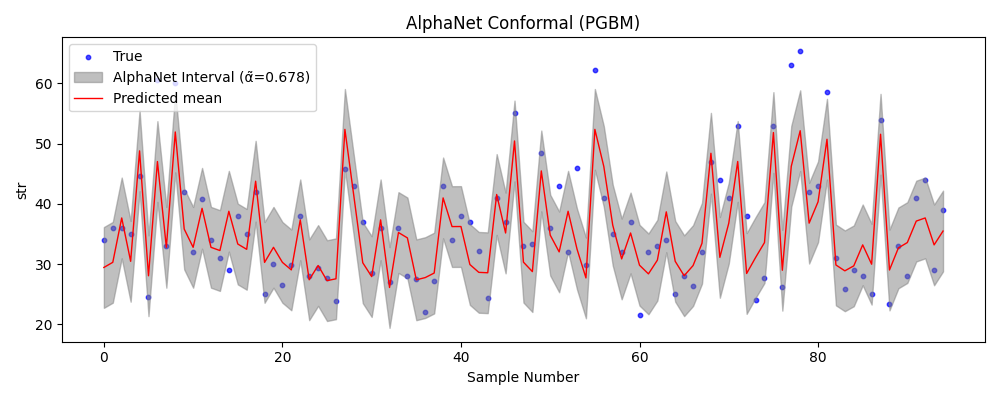 AlphaNet Conformal (PGBM)
True
AlphaNet Interval (α̃=0.678)
Predicted mean
str
60
50
40
30
20
0
20
40
60
80
Sample Number